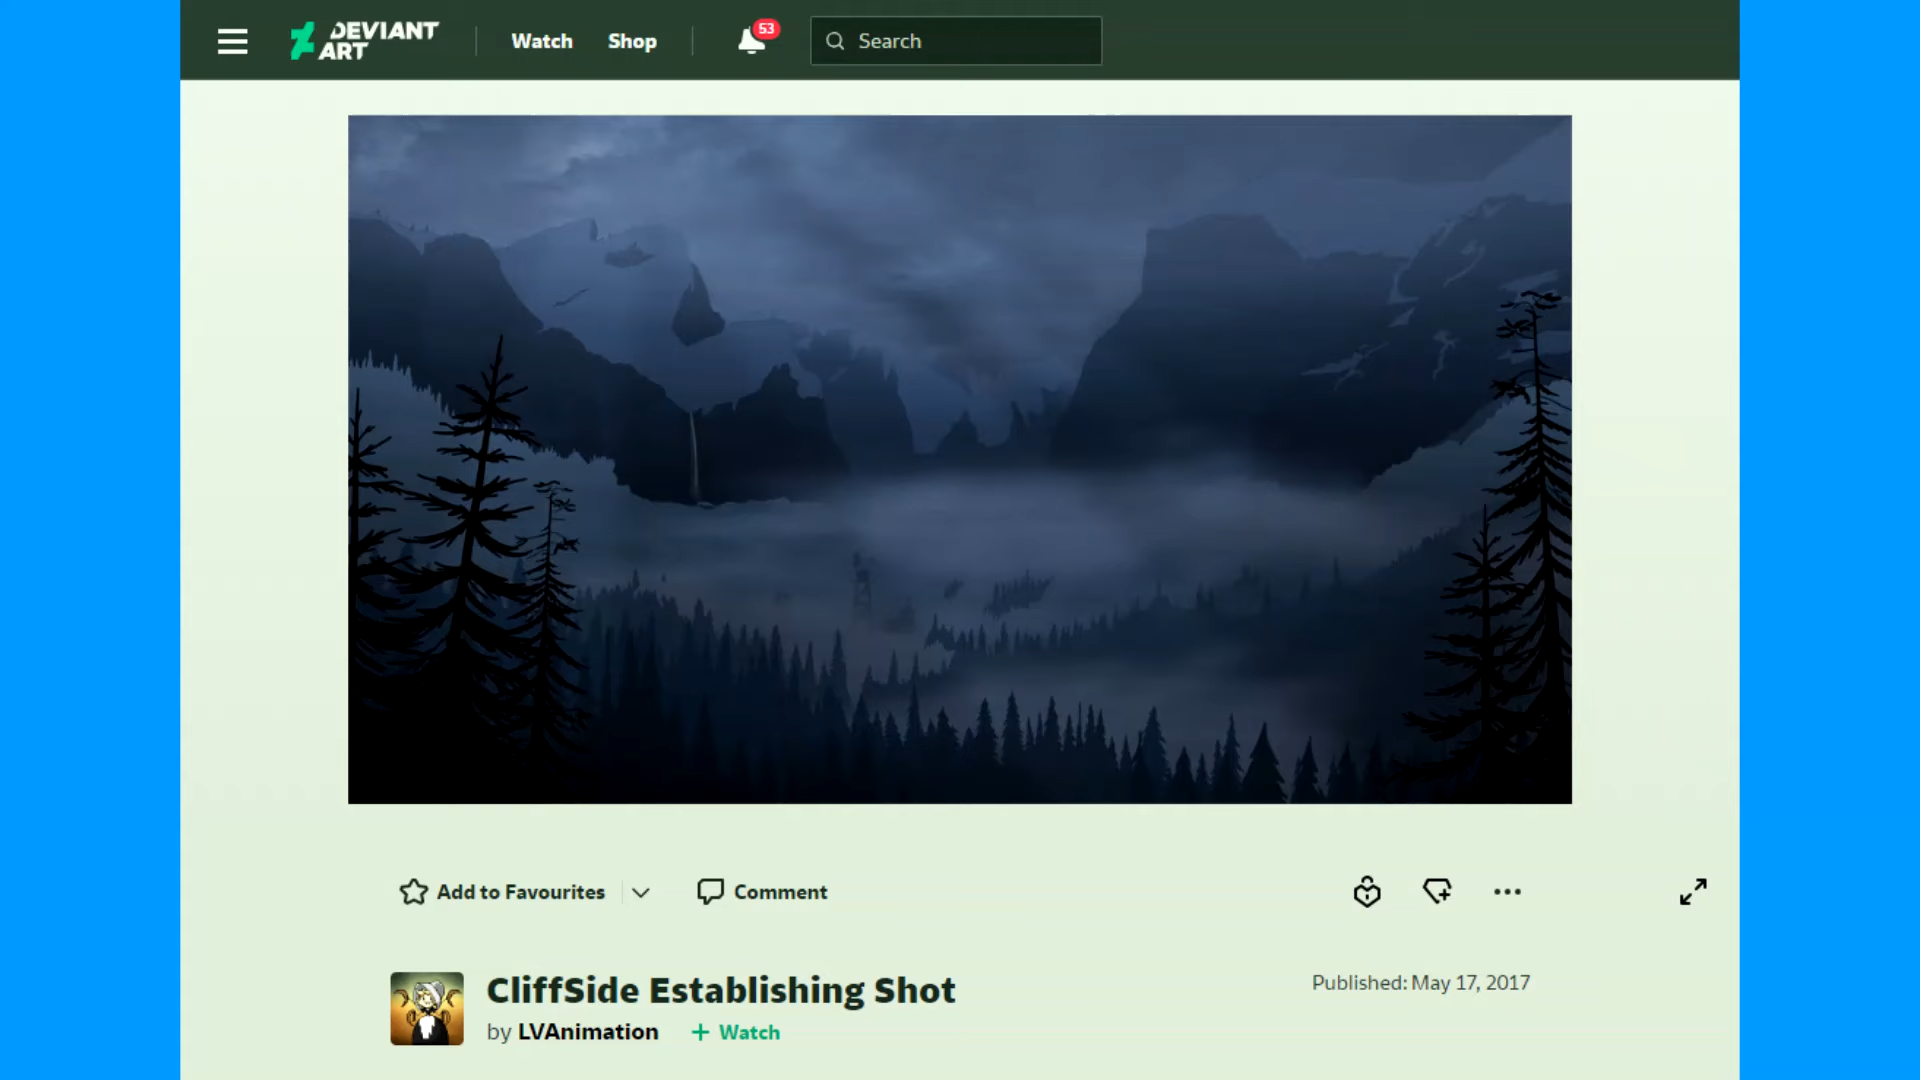 DEVIANT
ART
Watch
Shop
53
Search
Add to Favourites
Comment
CliffSide Establishing Shot
Published: May 17, 2017
by LVAnimation
+ Watch